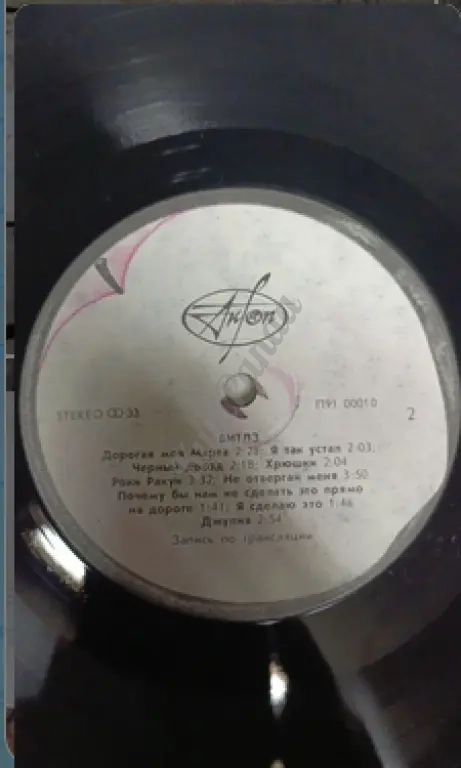 Антоп
STEREO 33
П91 00010
2
БИТЛЗ
Дорогая моя Марта 2:28; Я так устал 2:03;
Черный дрозд 2:18; Хрюшки 2:04
Роки Ракун 3:32; Не отвергай меня 3:50
Почему бы нам не сделать это прямо
на дороге 1:41; Я сделаю это 1:46
Джулия 2:54
Запись по трансляции